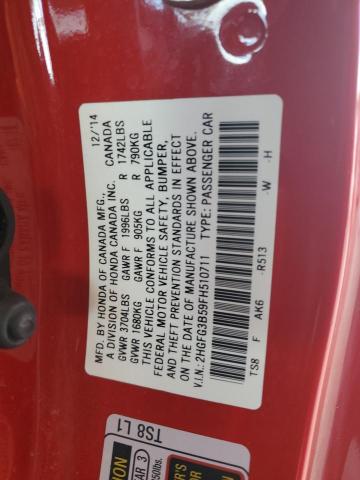 MFD. BY HONDA OF CANADA MFG., 12/'14
A DIVISION OF HONDA CANADA INC. CANADA
GVWR 3704LBS GAWR F 1996LBS R 1742LBS
GVWR 1680KG GAWR F 905KG R 790KG
THIS VEHICLE CONFORMS TO ALL APPLICABLE
FEDERAL MOTOR VEHICLE SAFETY, BUMPER,
AND THEFT PREVENTION STANDARDS IN EFFECT
ON THE DATE OF MANUFACTURE SHOWN ABOVE.
V.I.N.: 2HGFG3B59FH510711 TYPE: PASSENGER CAR
TS8 F AK6 -R513 -W -H
TS8 L1